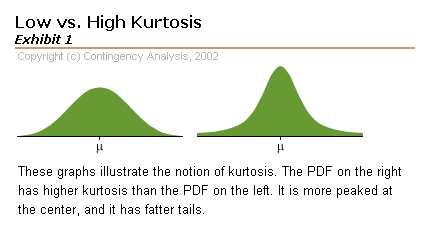 Low vs. High Kurtosis
Exhibit 1
Copyright (c) Contingency Analysis, 2002
μ μ
These graphs illustrate the notion of kurtosis. The PDF on the right
has higher kurtosis than the PDF on the left. It is more peaked at
the center, and it has fatter tails.